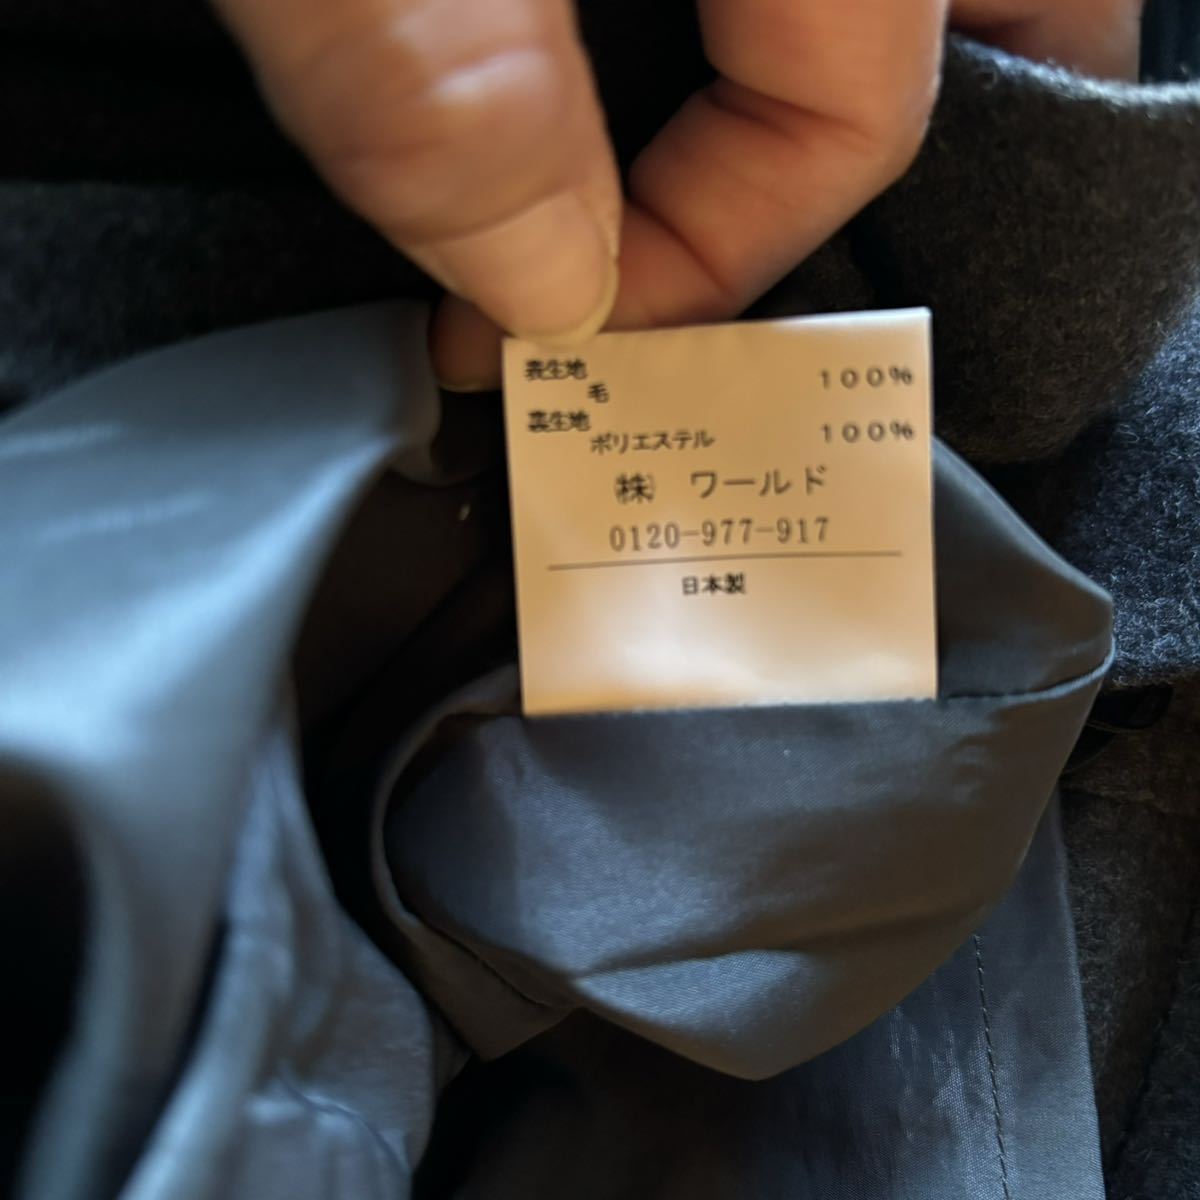 表生地
毛 100%
裏生地
ポリエステル 100%
㈱ ワールド
0120-977-917
日本製